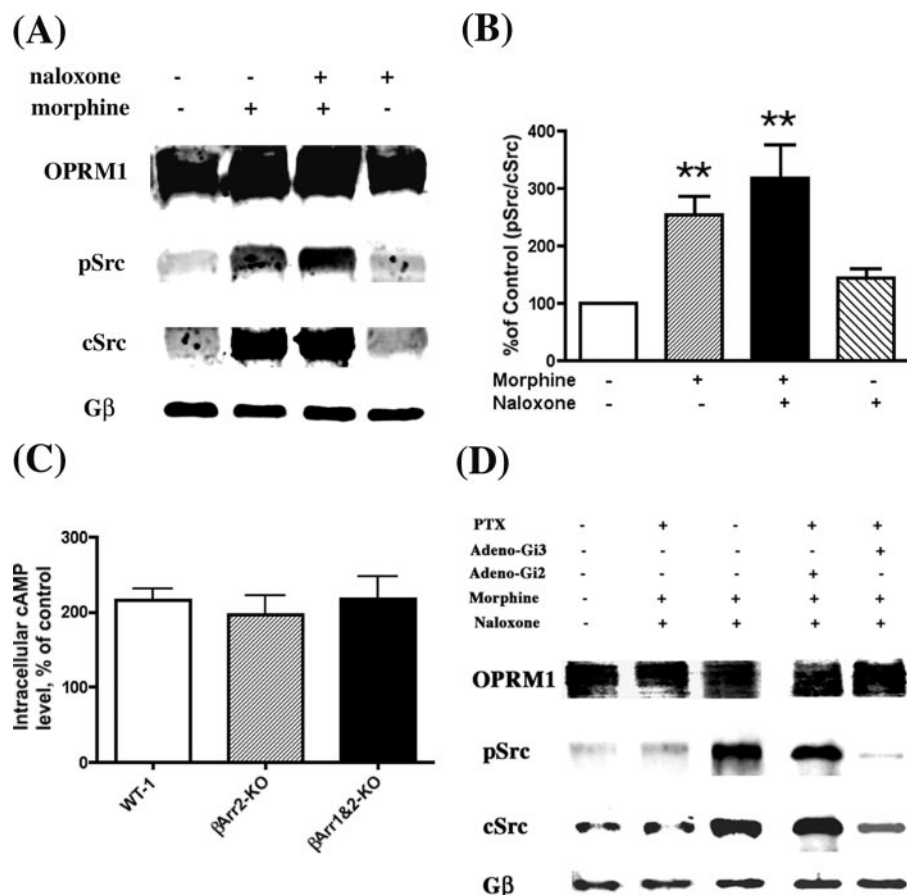 (A)
naloxone - - + +
morphine - + + -
OPRM1
pSrc
cSrc
Gβ
(B)
%of Control (pSrc/cSrc)
400
300
200
100
0
** **
Morphine - + + -
Naloxone - - + +
(C)
Intracellular cAMP
level, % of control
300
200
100
0
WT-1 βArr2-KO βArr1&2-KO
(D)
PTX - + - + +
Adeno-Gi3 - - - - +
Adeno-Gi2 - - - + -
Morphine - + + + +
Naloxone - + + + +
OPRM1
pSrc
cSrc
Gβ